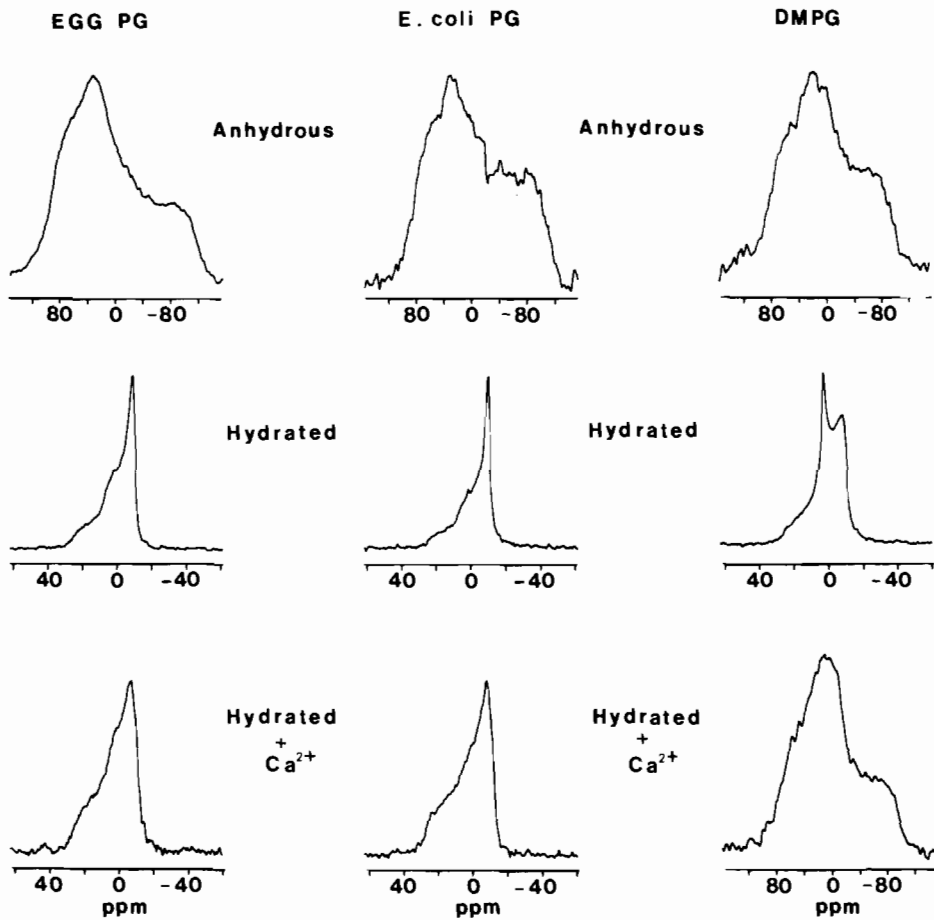 EGG PG
E. coli PG
DMPG
Anhydrous
Anhydrous
80 0 -80
80 0 -80
80 0 -80
Hydrated
Hydrated
40 0 -40
40 0 -40
40 0 -40
Hydrated
+
Ca²⁺
Hydrated
+
Ca²⁺
40 0 -40
40 0 -40
80 0 -80
ppm
ppm
ppm